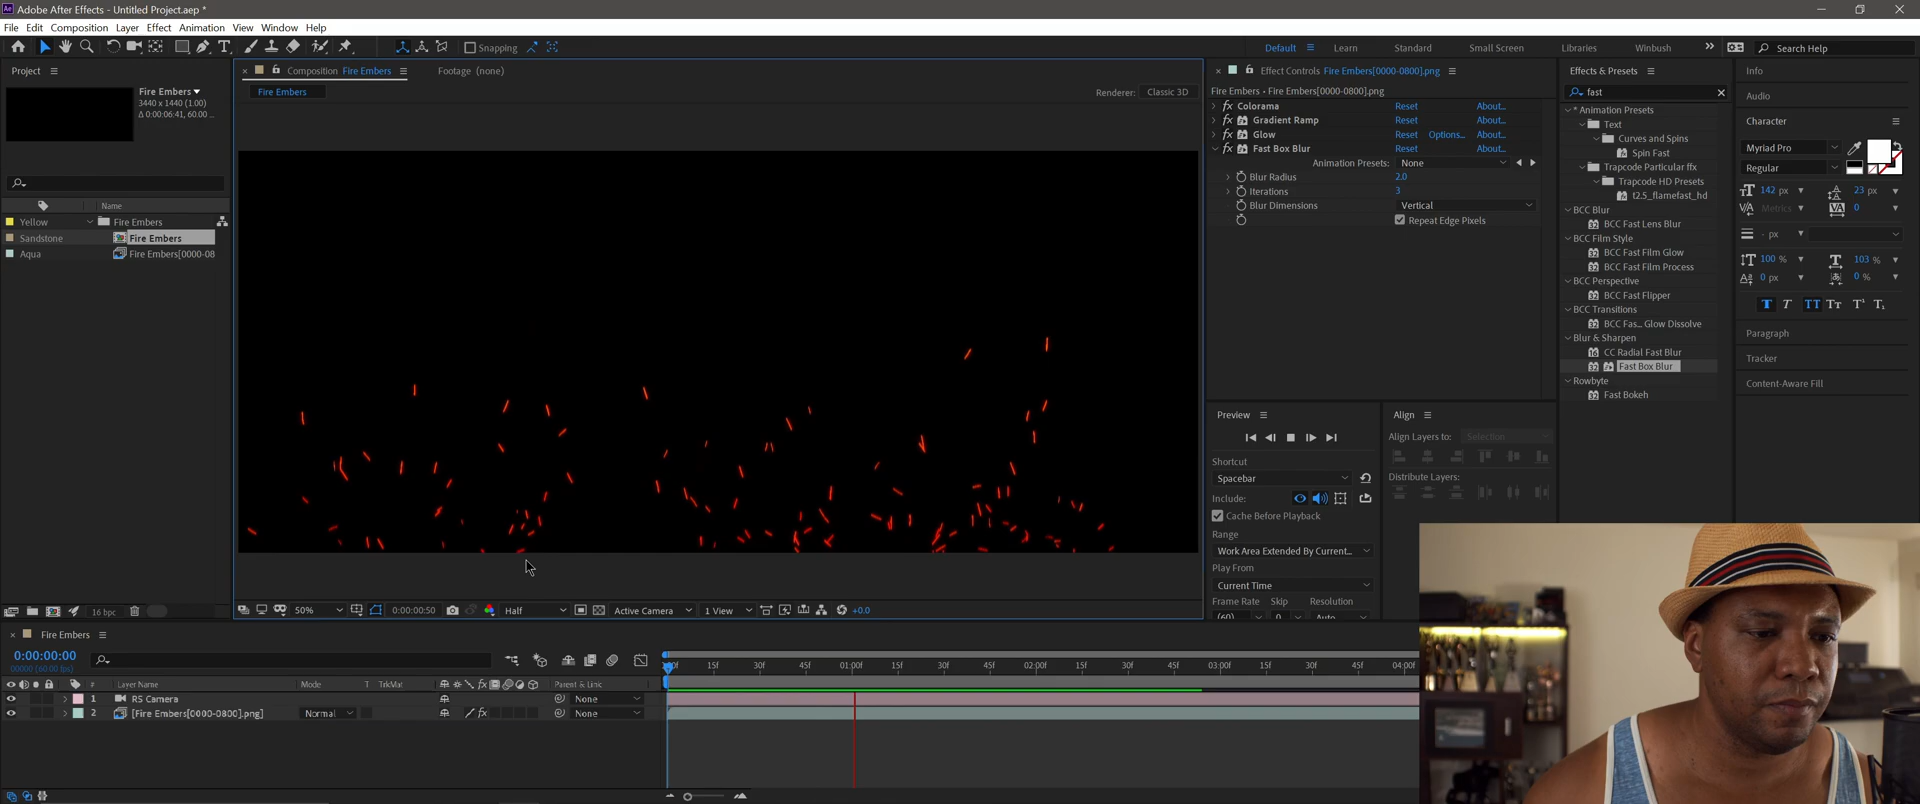 Adobe After Effects - Untitled Project.aep *
File Edit Composition Layer Effect Animation View Window Help
Snapping
Default Learn Standard Small Screen Libraries Winbush Search Help
Project
Fire Embers
3440 x 1440 (1.00)
Δ 0:00:06:41, 60.00 ...
Name
Yellow Fire Embers
Sandstone Fire Embers
Aqua Fire Embers[0000-08
16 bpc
Composition Fire Embers Footage (none)
Fire Embers Renderer: Classic 3D
50% 0:00:00:50 Half Active Camera 1 View +0.0
Effect Controls Fire Embers[0000-0800].png
Fire Embers • Fire Embers[0000-0800].png
Colorama Reset About...
Gradient Ramp Reset About...
Glow Reset Options... About...
Fast Box Blur Reset About...
Animation Presets: None
Blur Radius 2.0
Iterations 3
Blur Dimensions Vertical
Repeat Edge Pixels
Preview
Shortcut
Spacebar
Include:
Cache Before Playback
Range
Work Area Extended By Current...
Play From
Current Time
Frame Rate Skip Resolution
(60) 0 Auto
Align
Align Layers to: Selection
Distribute Layers:
Effects & Presets
fast
* Animation Presets
Text
Curves and Spins
Spin Fast
Trapcode Particular ffx
Trapcode HD Presets
t2.5_flamefast_hd
BCC Blur
BCC Fast Lens Blur
BCC Film Style
BCC Fast Film Glow
BCC Fast Film Process
BCC Perspective
BCC Fast Flipper
BCC Transitions
BCC Fas... Glow Dissolve
Blur & Sharpen
CC Radial Fast Blur
Fast Box Blur
Rowbyte
Fast Bokeh
Info
Audio
Character
Myriad Pro
Regular
142 px 23 px
Metrics 0
- px
100 % 103 %
0 px 0 %
T T TT Tt T¹ T₁
Paragraph
Tracker
Content-Aware Fill
Fire Embers
0:00:00:00
00000 (60.00 fps)
# Layer Name Mode T TrkMat Parent & Link
1 RS Camera None
2 [Fire Embers[0000-0800].png] Normal None
15f 30f 45f 01:00f 15f 30f 45f 02:00f 15f 30f 45f 03:00f 15f 30f 45f 04:00f